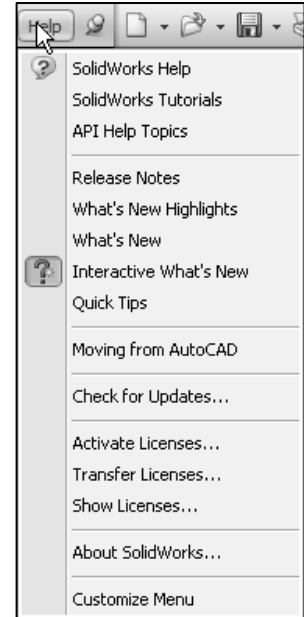 Help
SolidWorks Help
SolidWorks Tutorials
API Help Topics
Release Notes
What's New Highlights
What's New
Interactive What's New
Quick Tips
Moving from AutoCAD
Check for Updates...
Activate Licenses...
Transfer Licenses...
Show Licenses...
About SolidWorks...
Customize Menu